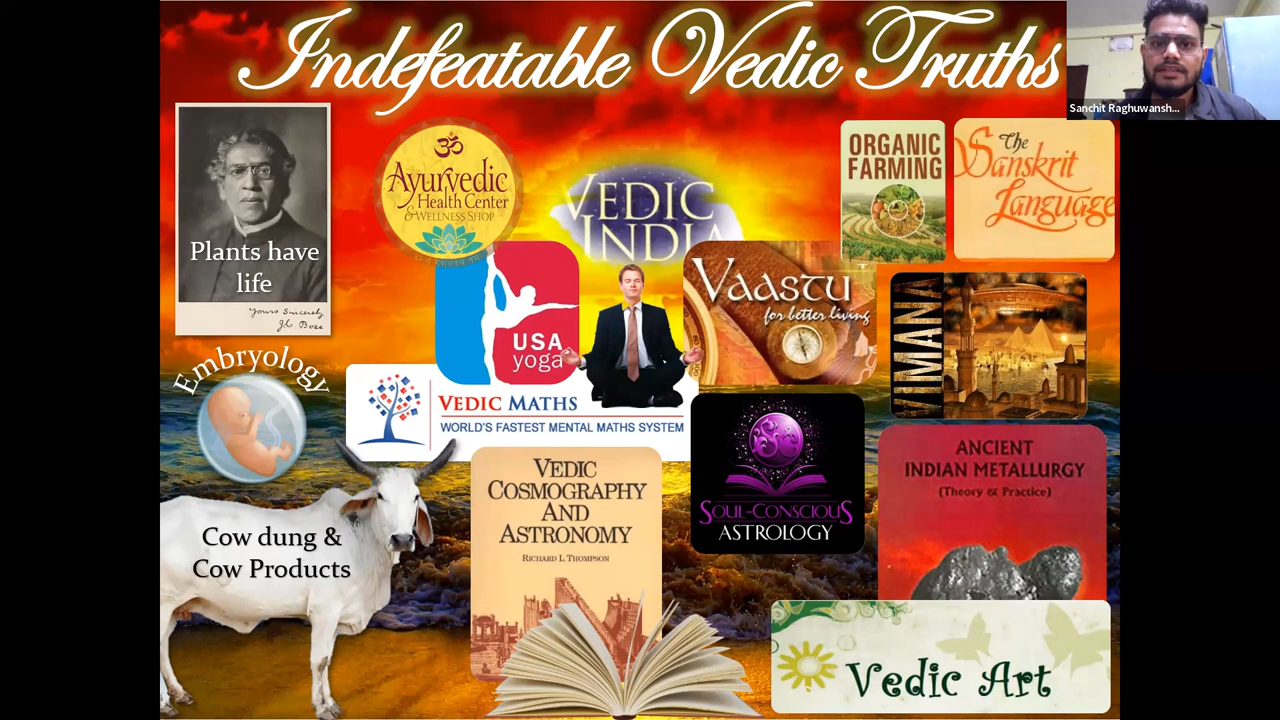 Indefeatable Vedic Truths
Sanchit Raghuwansh...
Plants have
life
Yours Sincerely
J.C. Bose
ॐ
Ayurvedic
Health Center
& WELLNESS SHOP
VEDIC
INDIA
ORGANIC
FARMING
The
Sanskrit
Language
USA
yoga
Vaastu
for better living
VIMANA
Embryology
VEDIC MATHS
WORLD'S FASTEST MENTAL MATHS SYSTEM
Cow dung &
Cow Products
VEDIC
COSMOGRAPHY
AND
ASTRONOMY
RICHARD L. THOMPSON
SOUL-CONSCIOUS
ASTROLOGY
ANCIENT
INDIAN METALLURGY
(Theory & Practice)
Vedic Art